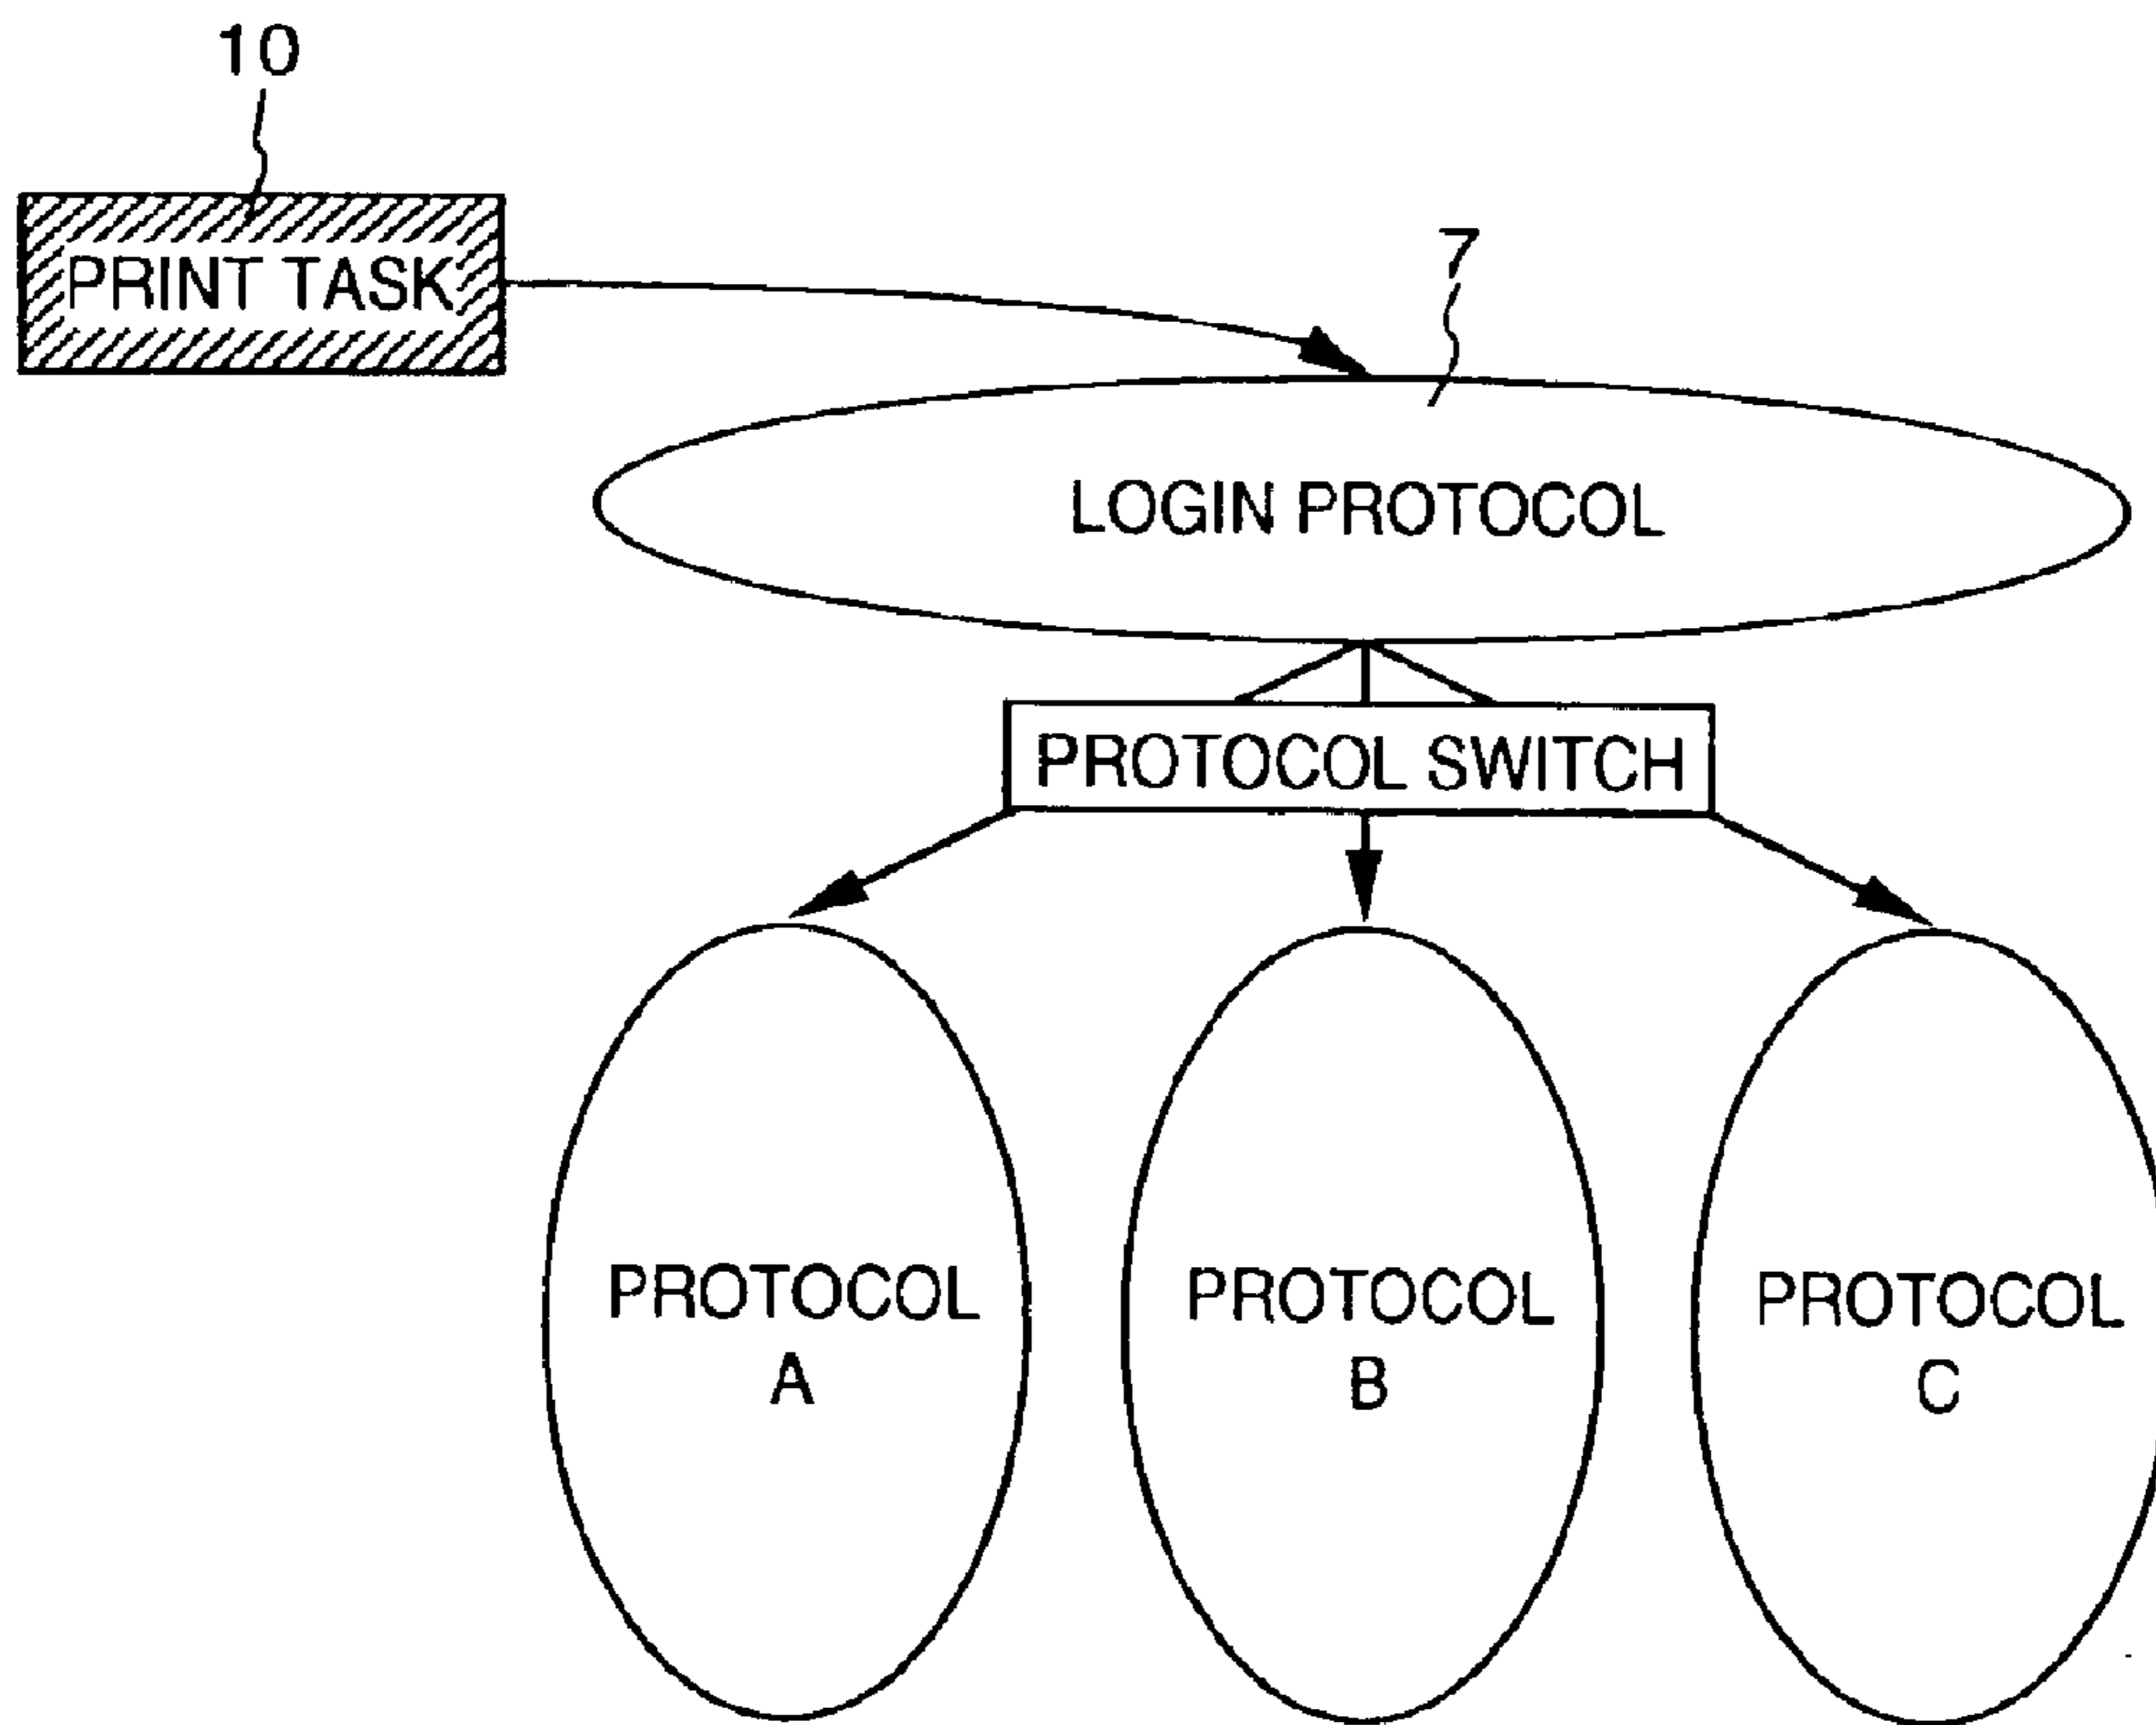 10
PRINT TASK
7
LOGIN PROTOCOL
PROTOCOL SWITCH
PROTOCOL
A
PROTOCOL
B
PROTOCOL
C